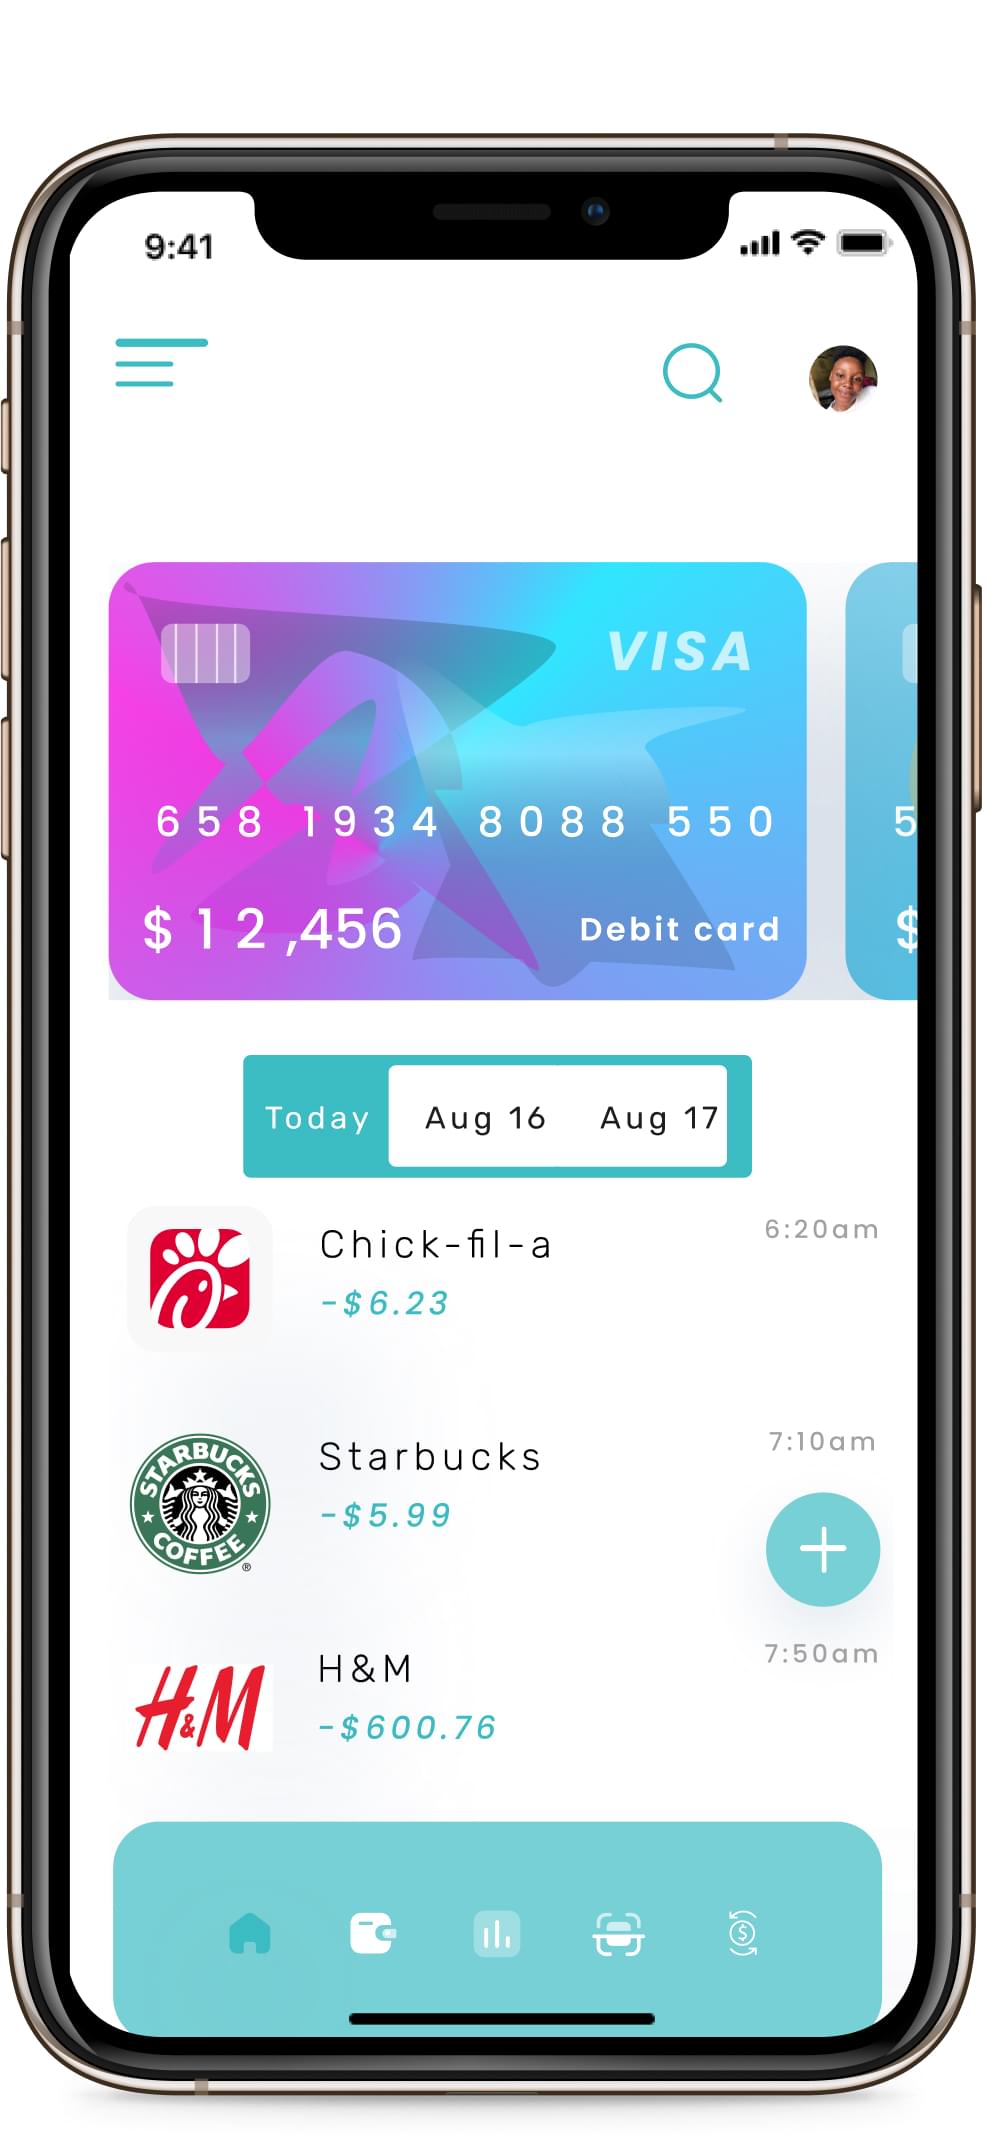 9:41
VISA
658 1934 8088 550
5
$12,456
Debit card
$
Today Aug 16 Aug 17
Chick-fil-a
6:20am
-$6.23
Starbucks
7:10am
-$5.99
STARBUCKS
COFFEE
®
H&M
7:50am
H&M
-$600.76
$